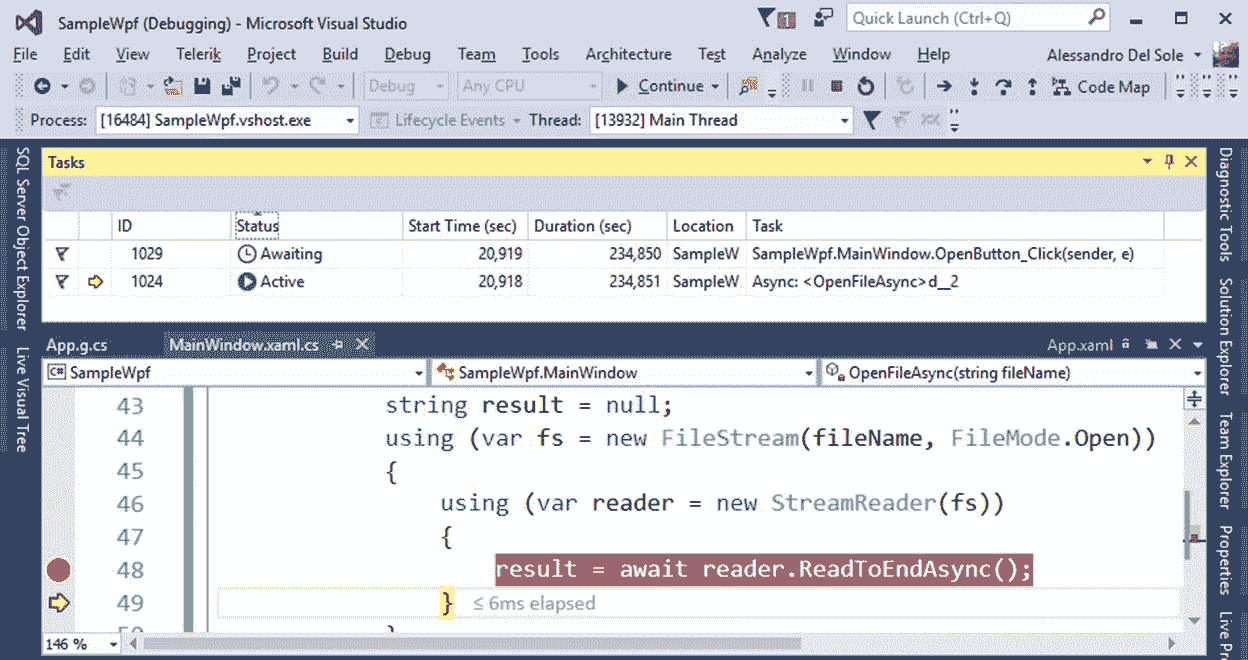 SampleWpf (Debugging) - Microsoft Visual Studio
1
Quick Launch (Ctrl+Q)
File Edit View Telerik Project Build Debug Team Tools Architecture Test Analyze Window Help Alessandro Del Sole
Debug Any CPU Continue Code Map
Process: [16484] SampleWpf.vshost.exe Lifecycle Events Thread: [13932] Main Thread
SQL Server Object Explorer
Live Visual Tree
Tasks
ID Status Start Time (sec) Duration (sec) Location Task
1029 Awaiting 20,919 234,850 SampleW SampleWpf.MainWindow.OpenButton_Click(sender, e)
1024 Active 20,918 234,851 SampleW Async: <OpenFileAsync>d__2
App.g.cs MainWindow.xaml.cs App.xaml
C# SampleWpf SampleWpf.MainWindow OpenFileAsync(string fileName)
43 string result = null;
44 using (var fs = new FileStream(fileName, FileMode.Open))
45 {
46 using (var reader = new StreamReader(fs))
47 {
48 result = await reader.ReadToEndAsync();
49 } ≤ 6ms elapsed
146 %
Diagnostic Tools
Solution Explorer
Team Explorer
Properties
Live Pr